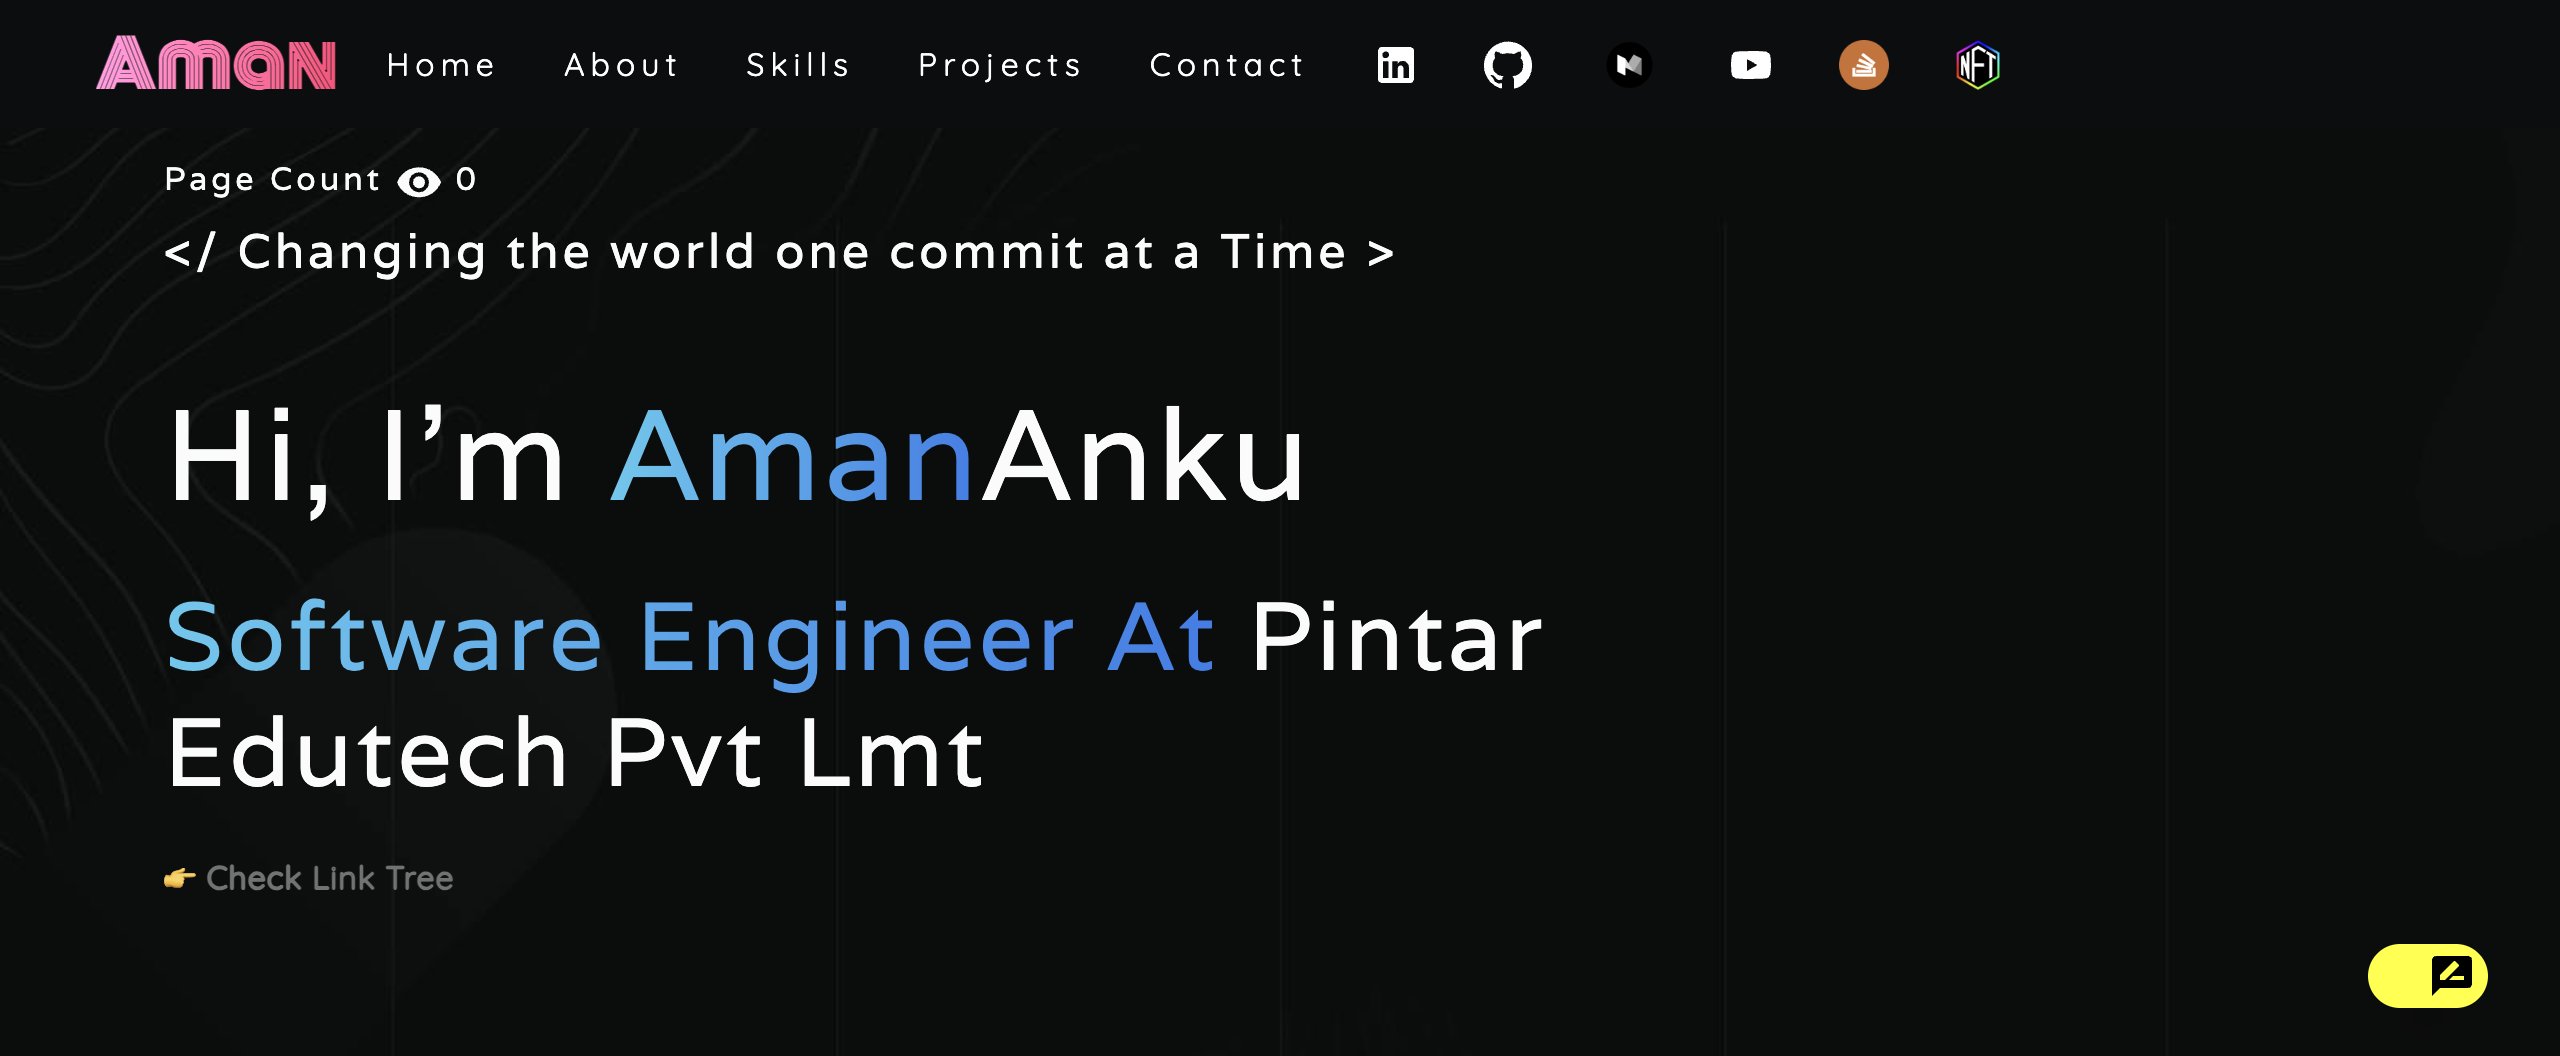 Aman Home About Skills Projects Contact in NFT
Page Count 0
</ Changing the world one commit at a Time >
Hi, I’m AmanAnku
Software Engineer At Pintar
Edutech Pvt Lmt
👉 Check Link Tree